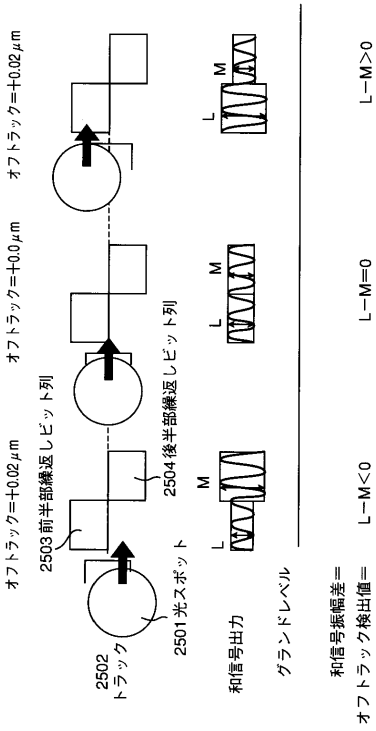 オフトラック=+0.02μm
オフトラック=+0.0μm
オフトラック=+0.02μm
2503前半部繰返しビット列
2504後半部繰返しビット列
2502
トラック
2501光スポット
和信号出力
L
M
L
M
L
M
グランドレベル
和信号振幅差=
オフトラック検出値=
L-M<0
L-M=0
L-M>0